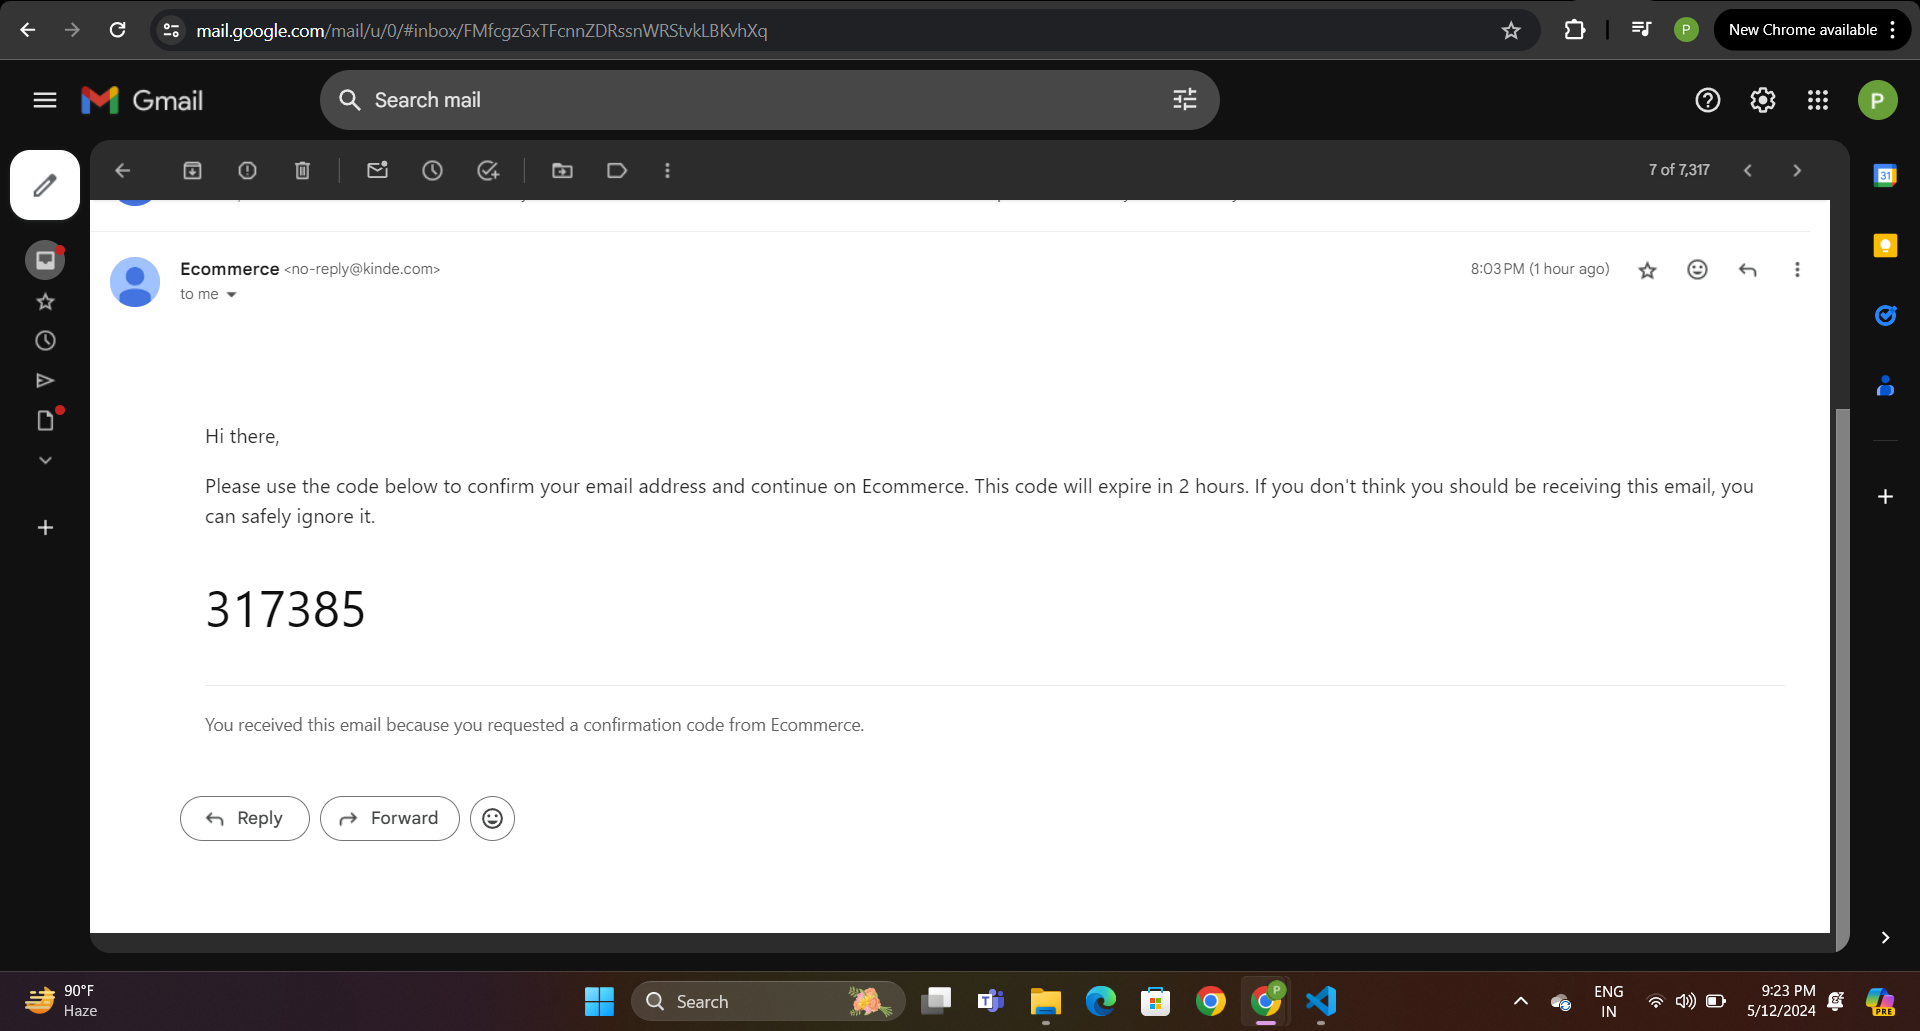 mail.google.com/mail/u/0/#inbox/FMfcgzGxTFcnnZDRssnWRStvkLBKvhXq
P
New Chrome available
Gmail
Search mail
P
7 of 7,317
31
Ecommerce <no-reply@kinde.com>
8:03 PM (1 hour ago)
to me
Hi there,
Please use the code below to confirm your email address and continue on Ecommerce. This code will expire in 2 hours. If you don't think you should be receiving this email, you
can safely ignore it.
317385
You received this email because you requested a confirmation code from Ecommerce.
Reply
Forward
90°F
Haze
Search
T
P
ENG
IN
9:23 PM
5/12/2024
PRE